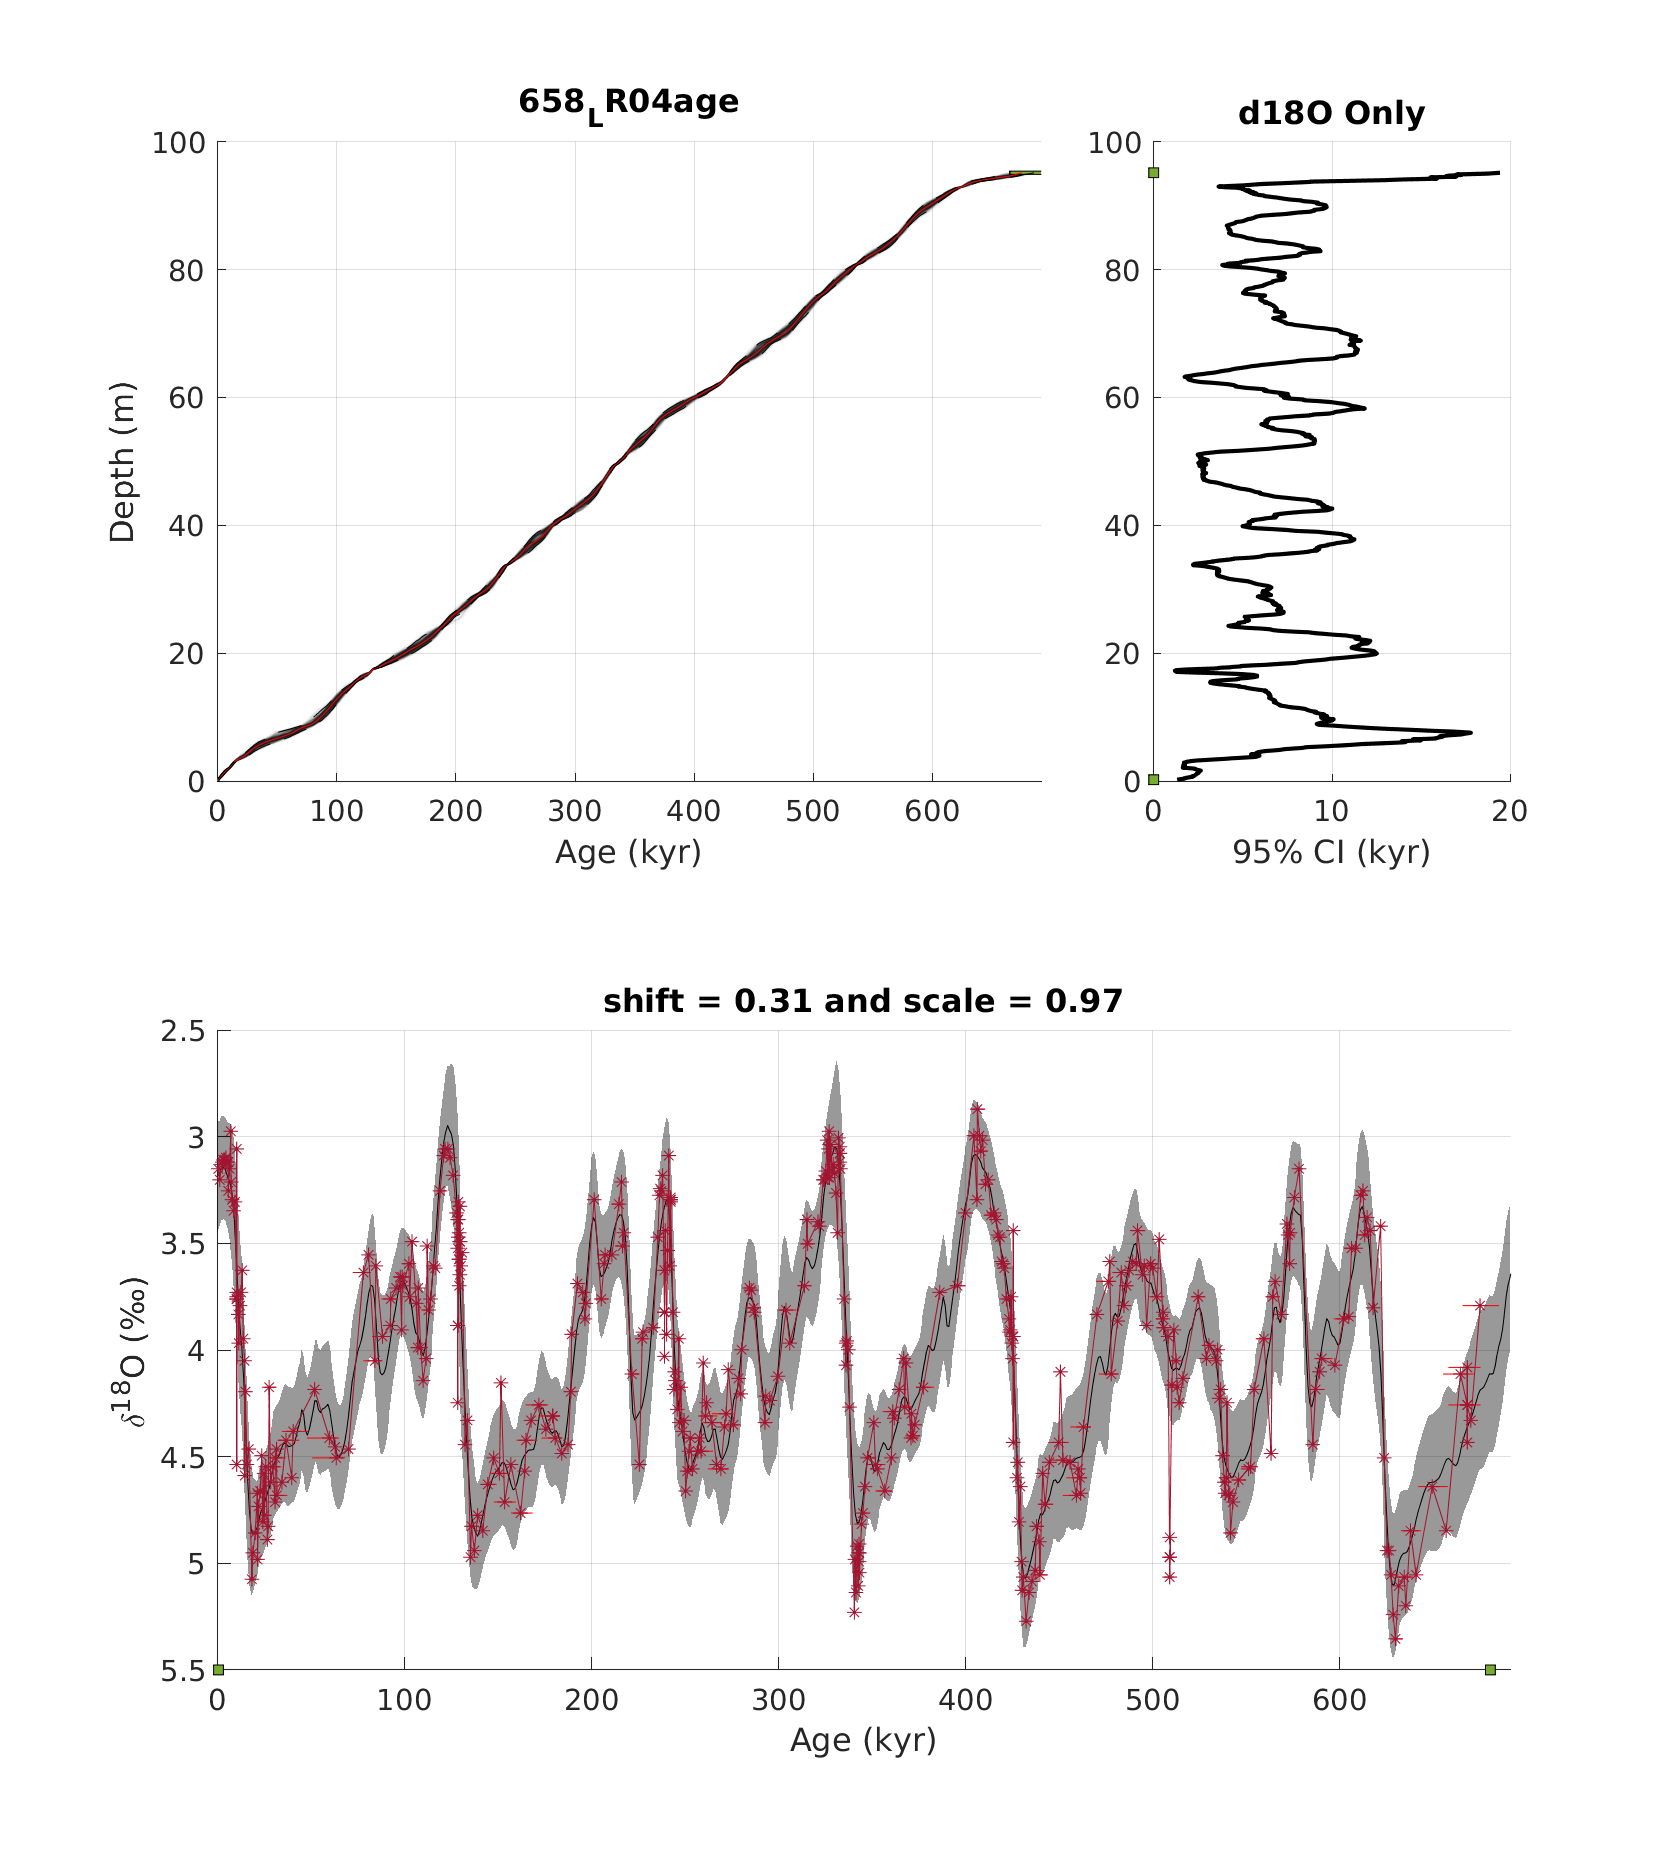 658LR04age
d18O Only
100
80
60
40
20
0
Depth (m)
0 100 200 300 400 500 600
Age (kyr)
100
80
60
40
20
0
0 10 20
95% CI (kyr)
shift = 0.31 and scale = 0.97
2.5
3
3.5
4
4.5
5
5.5
δ18O (‰)
0 100 200 300 400 500 600
Age (kyr)